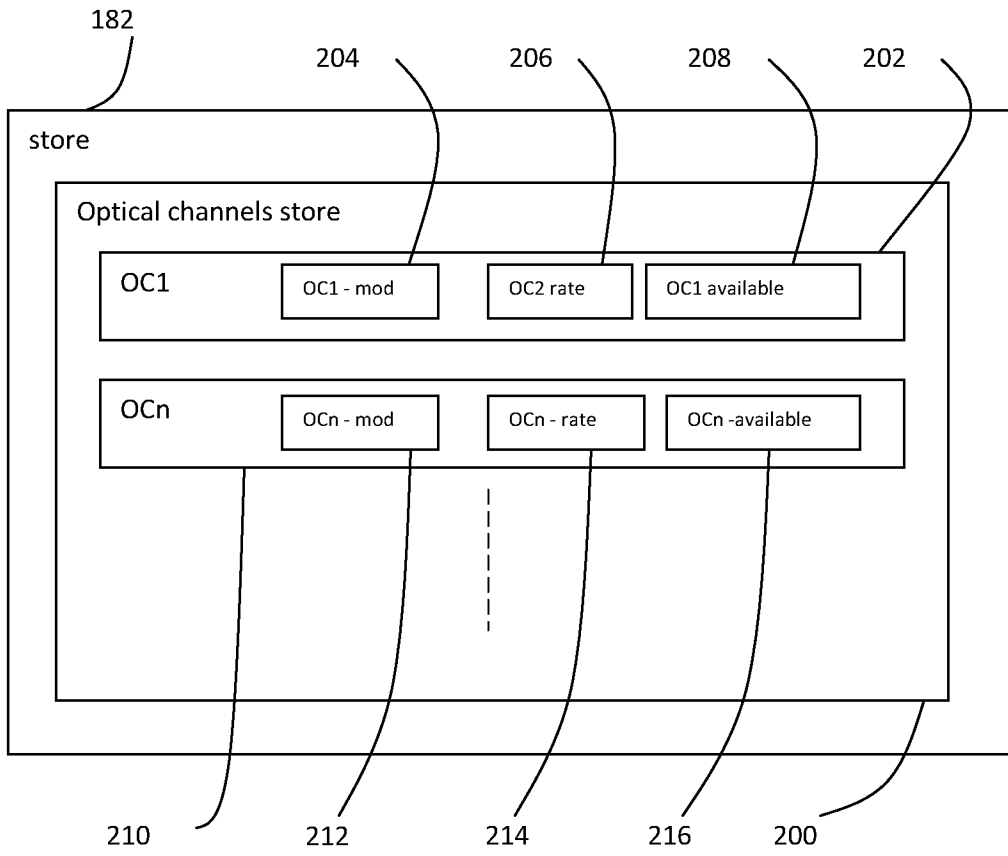 182
204 206 208 202
store
Optical channels store
OC1 OC1 - mod OC2 rate OC1 available
OCn OCn - mod OCn - rate OCn -available
210 212 214 216 200